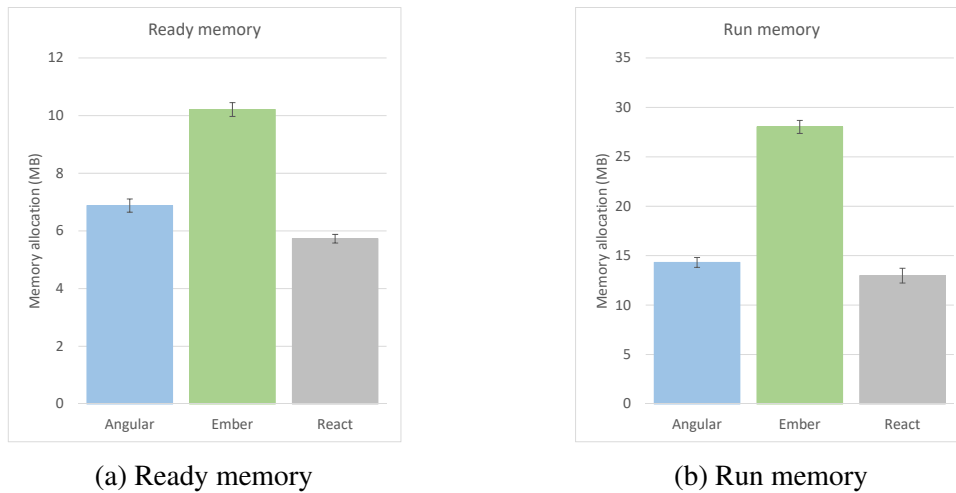 Ready memory
12
10
8
6
4
2
0
Memory allocation (MB)
Angular Ember React
(a) Ready memory
Run memory
35
30
25
20
15
10
5
0
Memory allocation (MB)
Angular Ember React
(b) Run memory